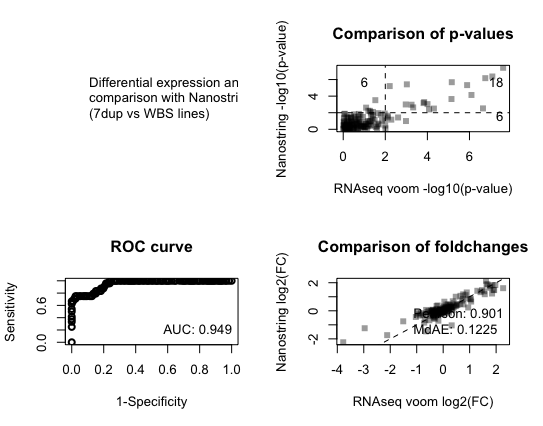 Differential expression an
comparison with Nanostri
(7dup vs WBS lines)
Comparison of p-values
Nanostring -log10(p-value)
4
0
6
18
6
0
2
4
6
RNAseq voom -log10(p-value)
ROC curve
Sensitivity
0.6
0.0
AUC: 0.949
0.0
0.2
0.4
0.6
0.8
1.0
1-Specificity
Comparison of foldchanges
Nanostring log2(FC)
2
0
-2
Pearson: 0.901
MdAE: 0.1225
-4
-3
-2
-1
0
1
2
RNAseq voom log2(FC)